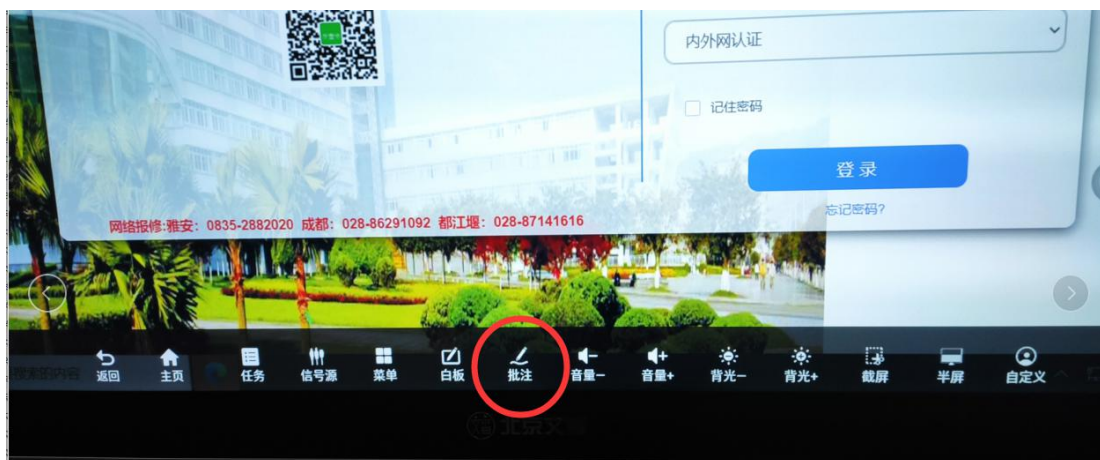 内外网认证
记住密码
登录
忘记密码?
网络报修:雅安: 0835-2882020 成都: 028-86291092 都江堰: 028-87141616
返回 主页 任务 信号源 菜单 白板 批注 音量- 音量+ 背光- 背光+ 截屏 半屏 自定义